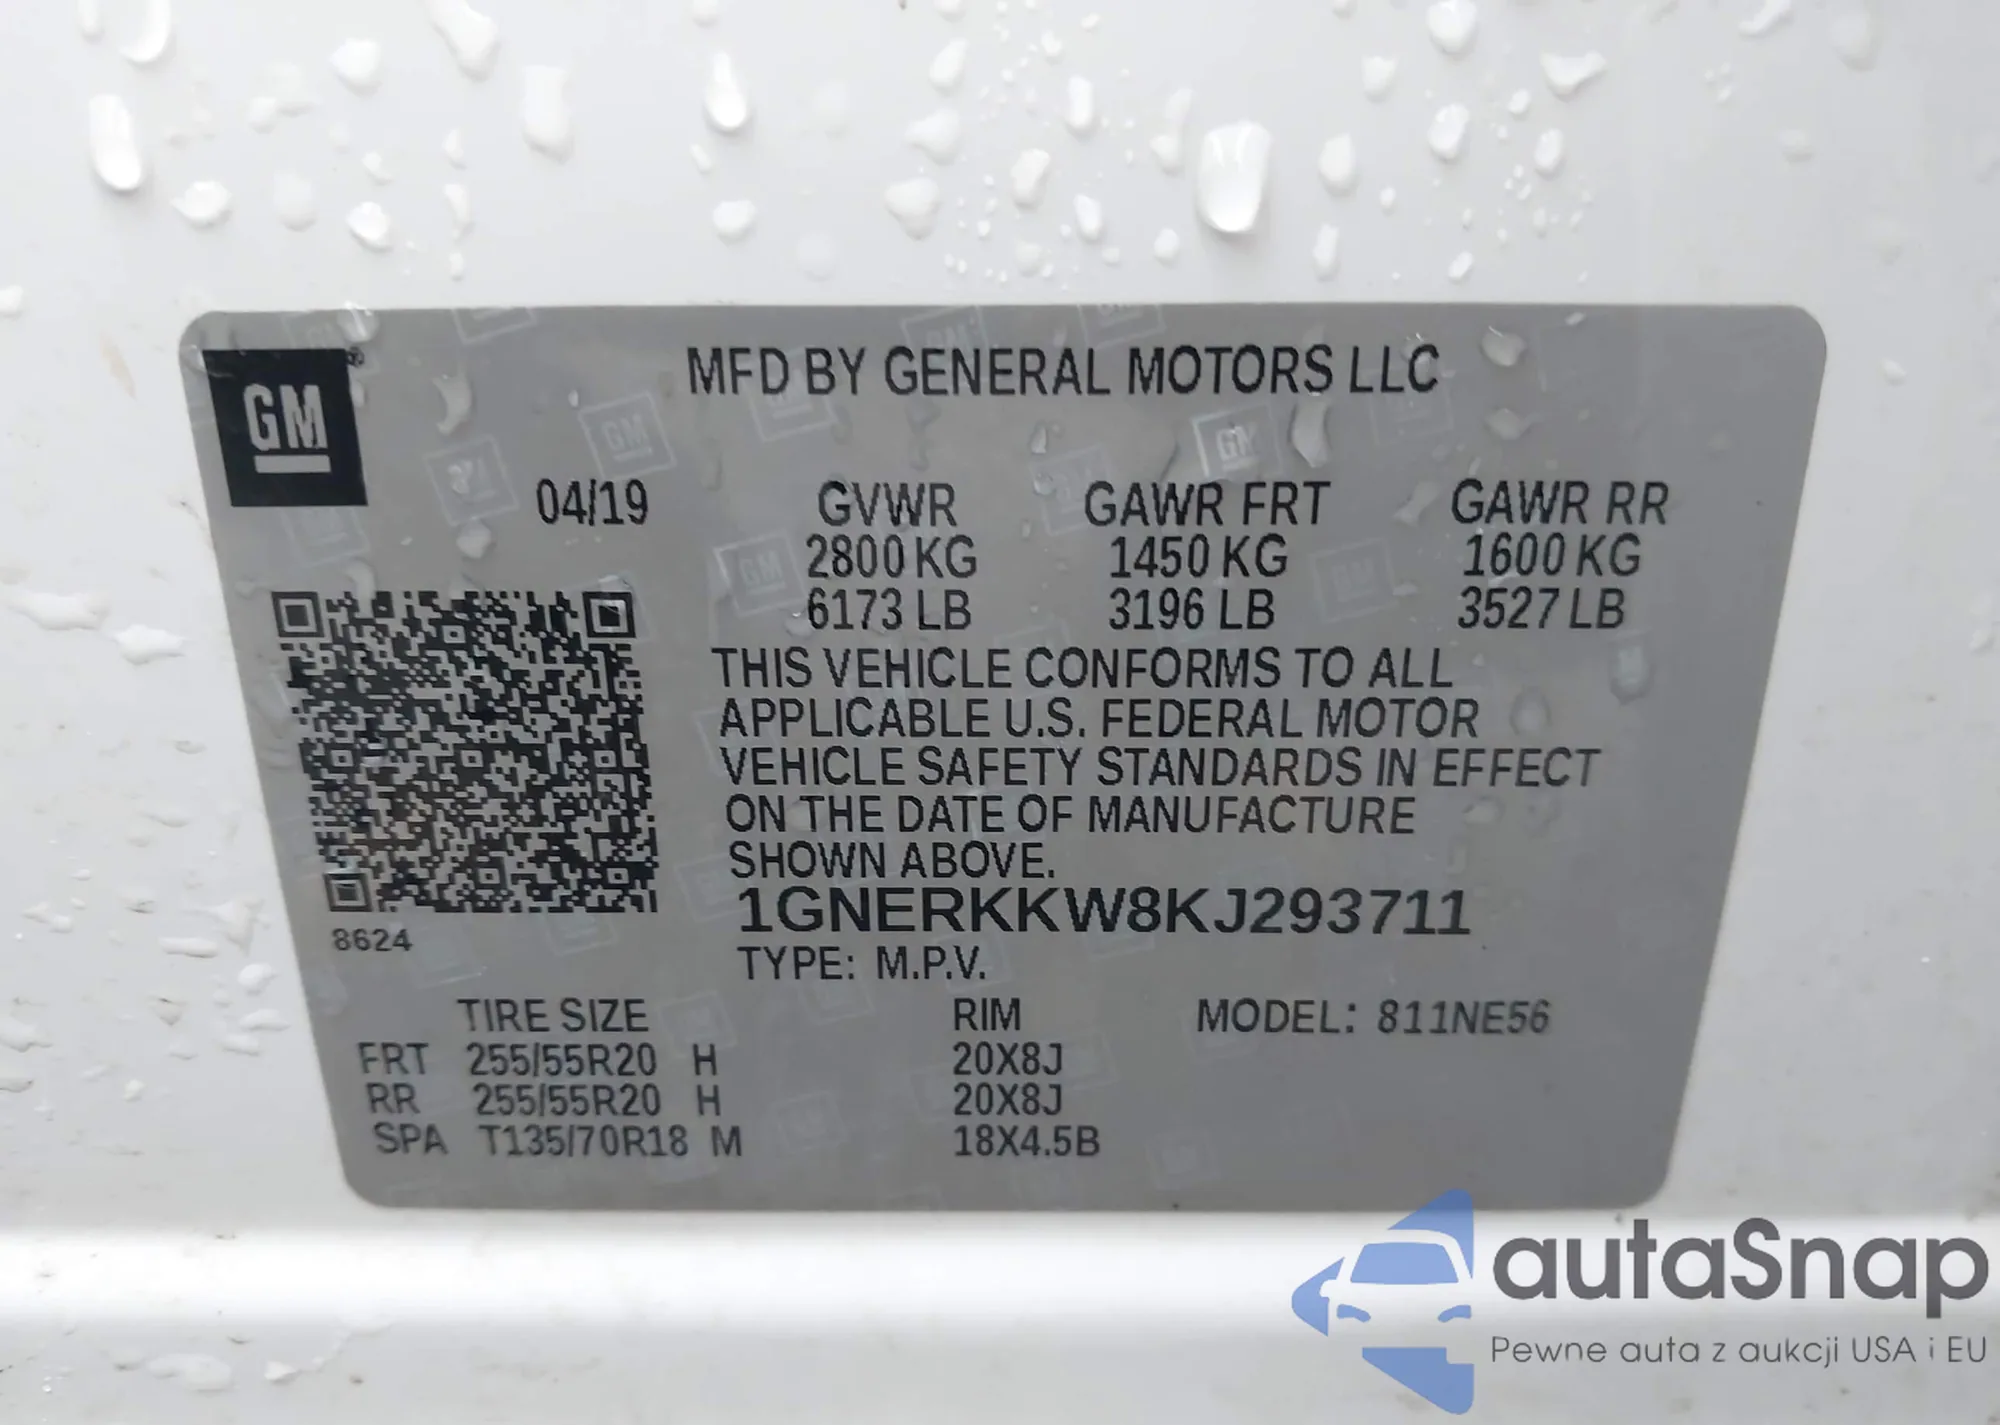 GM
MFD BY GENERAL MOTORS LLC
04/19 GVWR GAWR FRT GAWR RR
2800 KG 1450 KG 1600 KG
6173 LB 3196 LB 3527 LB
THIS VEHICLE CONFORMS TO ALL
APPLICABLE U.S. FEDERAL MOTOR
VEHICLE SAFETY STANDARDS IN EFFECT
ON THE DATE OF MANUFACTURE
SHOWN ABOVE.
1GNERKKW8KJ293711
8624
TYPE: M.P.V.
TIRE SIZE RIM MODEL: 811NE56
FRT 255/55R20 H 20X8J
RR 255/55R20 H 20X8J
SPA T135/70R18 M 18X4.5B
autaSnap
Pewne auta z aukcji USA i EU